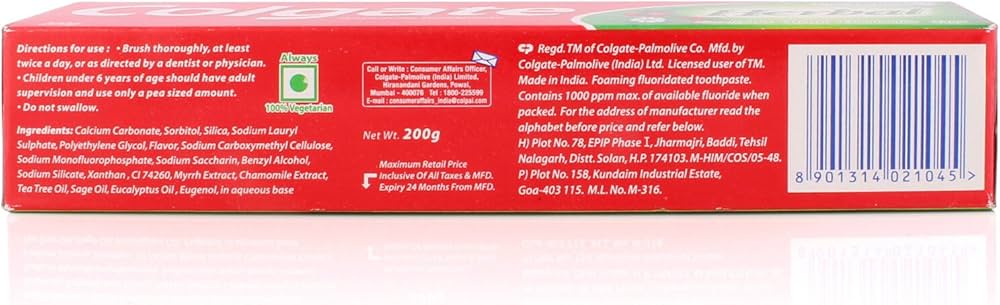 Colgate
Herbal
Directions for use : • Brush thoroughly, at least
twice a day, or as directed by a dentist or physician.
• Children under 6 years of age should have adult
supervision and use only a pea sized amount.
• Do not swallow.
Ingredients: Calcium Carbonate, Sorbitol, Silica, Sodium Lauryl
Sulphate, Polyethylene Glycol, Flavor, Sodium Carboxymethyl Cellulose,
Sodium Monofluorophosphate, Sodium Saccharin, Benzyl Alcohol,
Sodium Silicate, Xanthan , CI 74260, Myrrh Extract, Chamomile Extract,
Tea Tree Oil, Sage Oil, Eucalyptus Oil , Eugenol, in aqueous base
Always
100% Vegetarian
Call or Write : Consumer Affairs Officer,
Colgate-Palmolive (India) Limited,
Hiranandani Gardens, Powai,
Mumbai - 400076 Tel : 1800-225599
E-mail : consumeraffairs_india@colpal.com
Net Wt. 200g
Maximum Retail Price
Inclusive Of All Taxes & MFD.
Expiry 24 Months From MFD.
CP Regd. TM of Colgate-Palmolive Co. Mfd. by
Colgate-Palmolive (India) Ltd. Licensed user of TM.
Made in India. Foaming fluoridated toothpaste.
Contains 1000 ppm max. of available fluoride when
packed. For the address of manufacturer read the
alphabet before price and refer below.
H) Plot No. 78, EPIP Phase I, Jharmajri, Baddi, Tehsil
Nalagarh, Distt. Solan, H.P. 174103. M-HIM/COS/05-48.
P) Plot No. 158, Kundaim Industrial Estate,
Goa-403 115. M.L. No. M-316.
8 901314 021045 >